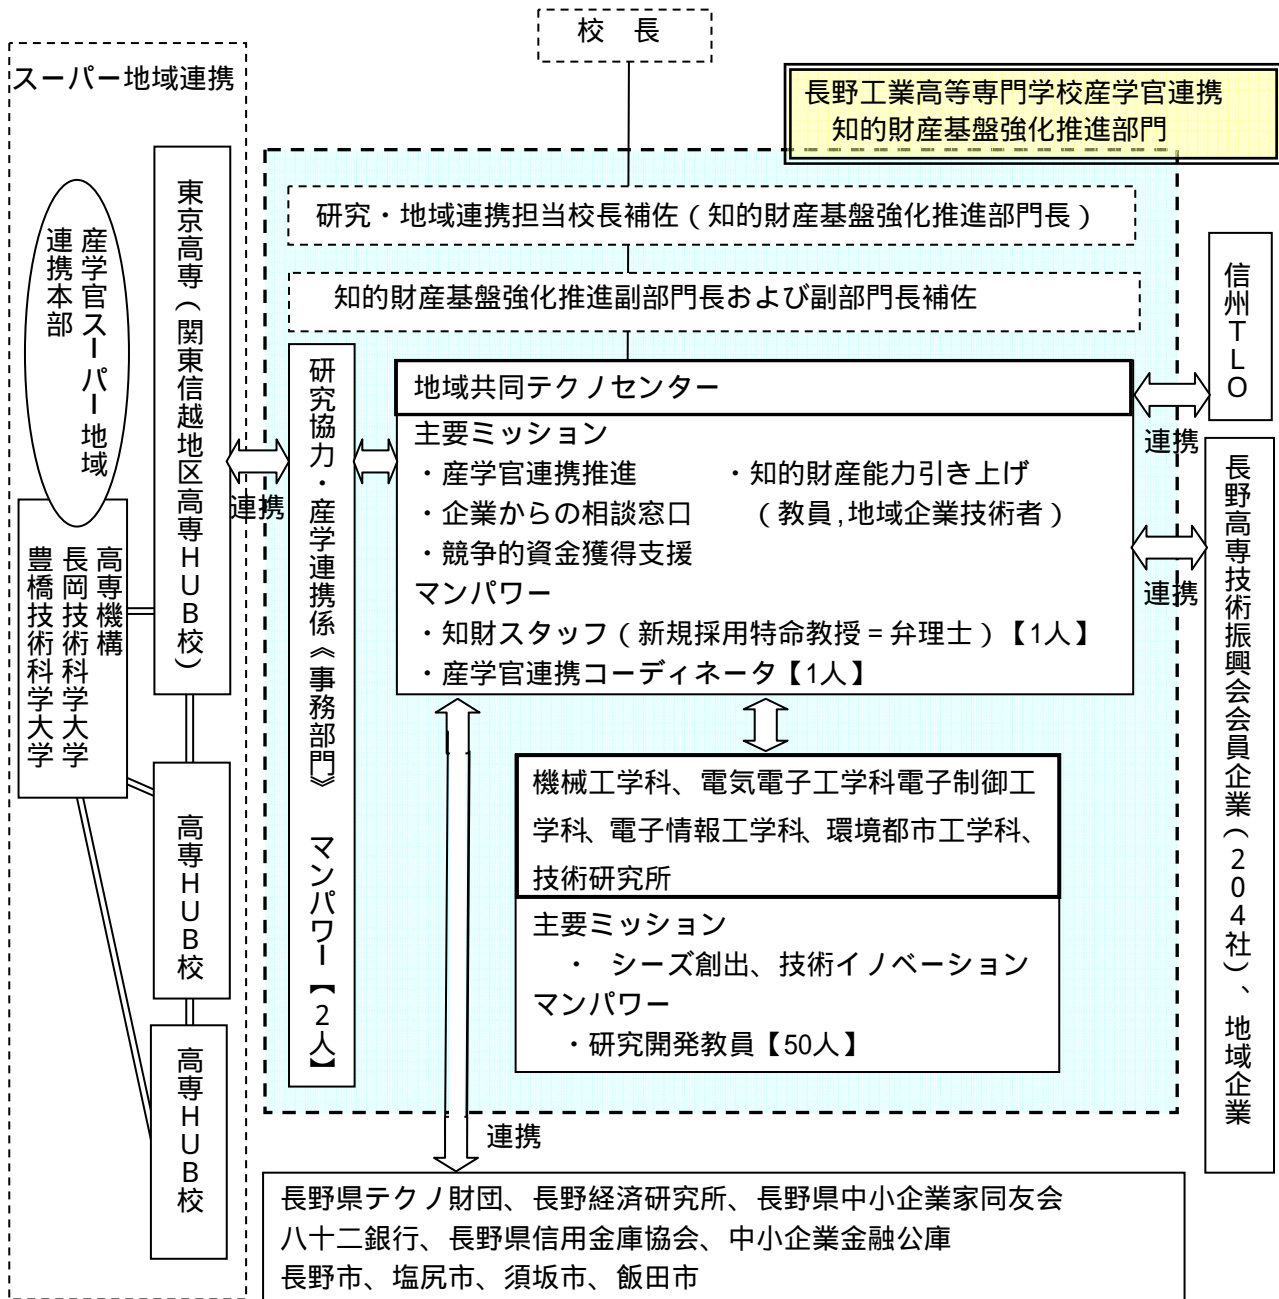 校　長
スーパー地域連携
長野工業高等専門学校産学官連携
知的財産基盤強化推進部門
産学官スーパー地域
連携本部
高専機構
長岡技術科学大学
豊橋技術科学大学
東京高専（関東信越地区高専ＨＵＢ校）
高専ＨＵＢ校
高専ＨＵＢ校
連携
研究・地域連携担当校長補佐（知的財産基盤強化推進部門長）
知的財産基盤強化推進副部門長および副部門長補佐
研究協力・産学連携係《事務部門》　マンパワー【2人】
地域共同テクノセンター
主要ミッション
・産学官連携推進　　　・知的財産能力引き上げ
・企業からの相談窓口　　（教員,地域企業技術者）
・競争的資金獲得支援
マンパワー
・知財スタッフ（新規採用特命教授＝弁理士）【1人】
・産学官連携コーディネータ【1人】
機械工学科、電気電子工学科電子制御工
学科、電子情報工学科、環境都市工学科、
技術研究所
主要ミッション
・　シーズ創出、技術イノベーション
マンパワー
・研究開発教員【50人】
信州ＴＬＯ
連携
長野高専技術振興会会員企業（204社）、地域企業
連携
連携
長野県テクノ財団、長野経済研究所、長野県中小企業家同友会
八十二銀行、長野県信用金庫協会、中小企業金融公庫
長野市、塩尻市、須坂市、飯田市